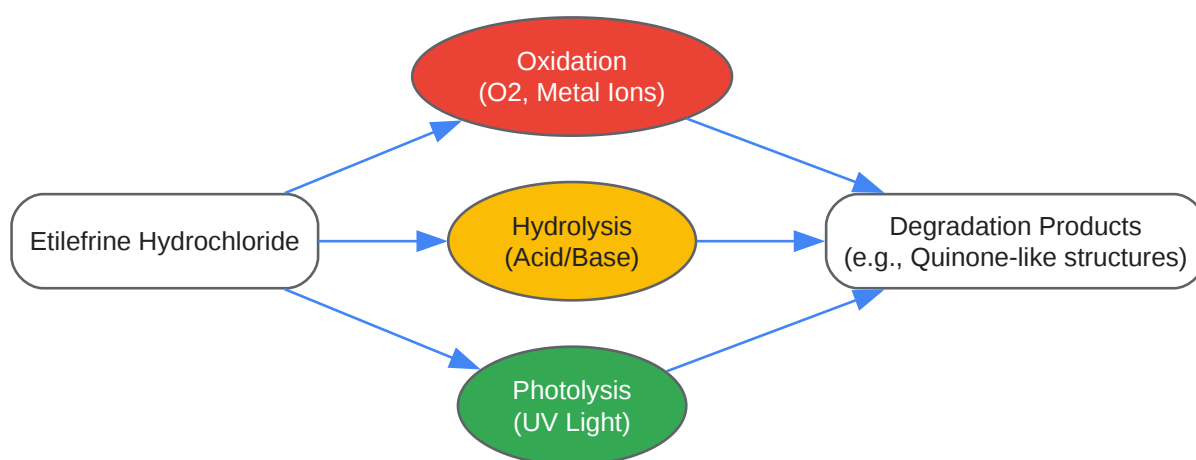 Oxidation
(O2, Metal Ions)
Etilefrine Hydrochloride
Hydrolysis
(Acid/Base)
Degradation Products
(e.g., Quinone-like structures)
Photolysis
(UV Light)